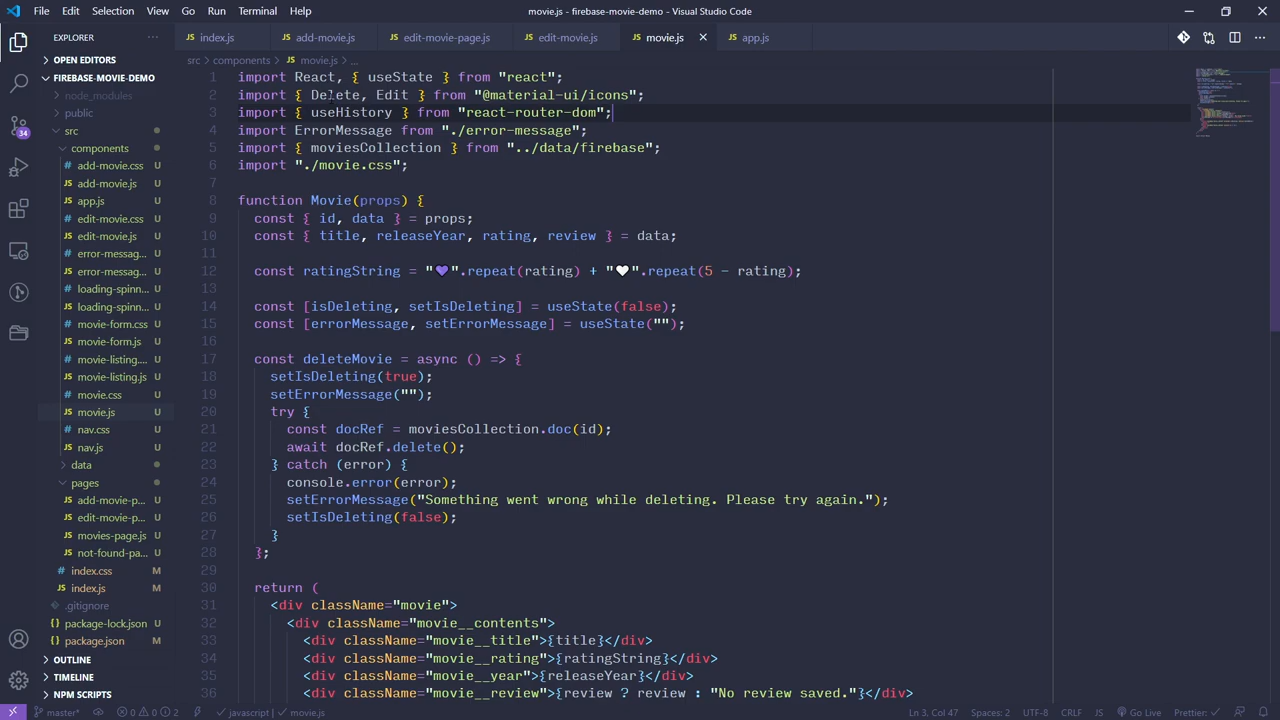 File Edit Selection View Go Run Terminal Help
movie.js - firebase-movie-demo - Visual Studio Code
EXPLORER
OPEN EDITORS
FIREBASE-MOVIE-DEMO
node_modules
public
src
components
# add-movie.css U
JS add-movie.js U
JS app.js U
# edit-movie.css U
JS edit-movie.js U
# error-messag... U
JS error-messag... U
# loading-spinn... U
JS loading-spinn... U
# movie-form.css U
JS movie-form.js U
# movie-listing.... U
JS movie-listing.js U
# movie.css U
JS movie.js U
# nav.css U
JS nav.js U
data
pages
JS add-movie-p... U
JS edit-movie-p... U
JS movies-page.js U
JS not-found-pa... U
# index.css M
JS index.js M
.gitignore
package-lock.json M
package.json M
OUTLINE
TIMELINE
NPM SCRIPTS
34
JS index.js JS add-movie.js JS edit-movie-page.js JS edit-movie.js JS movie.js JS app.js
src > components > JS movie.js > ...
1 import React, { useState } from "react";
2 import { Delete, Edit } from "@material-ui/icons";
3 import { useHistory } from "react-router-dom";
4 import ErrorMessage from "./error-message";
5 import { moviesCollection } from "../data/firebase";
6 import "./movie.css";
7
8 function Movie(props) {
9 const { id, data } = props;
10 const { title, releaseYear, rating, review } = data;
11
12 const ratingString = "💜".repeat(rating) + "🤍".repeat(5 - rating);
13
14 const [isDeleting, setIsDeleting] = useState(false);
15 const [errorMessage, setErrorMessage] = useState("");
16
17 const deleteMovie = async () => {
18 setIsDeleting(true);
19 setErrorMessage("");
20 try {
21 const docRef = moviesCollection.doc(id);
22 await docRef.delete();
23 } catch (error) {
24 console.error(error);
25 setErrorMessage("Something went wrong while deleting. Please try again.");
26 setIsDeleting(false);
27 }
28 };
29
30 return (
31 <div className="movie">
32 <div className="movie__contents">
33 <div className="movie__title">{title}</div>
34 <div className="movie__rating">{ratingString}</div>
35 <div className="movie__year">{releaseYear}</div>
36 <div className="movie__review">{review ? review : "No review saved."}</div>
master* 0 0 2 javascript movie.js Ln 3, Col 47 Spaces: 2 UTF-8 CRLF JS Go Live Prettier: